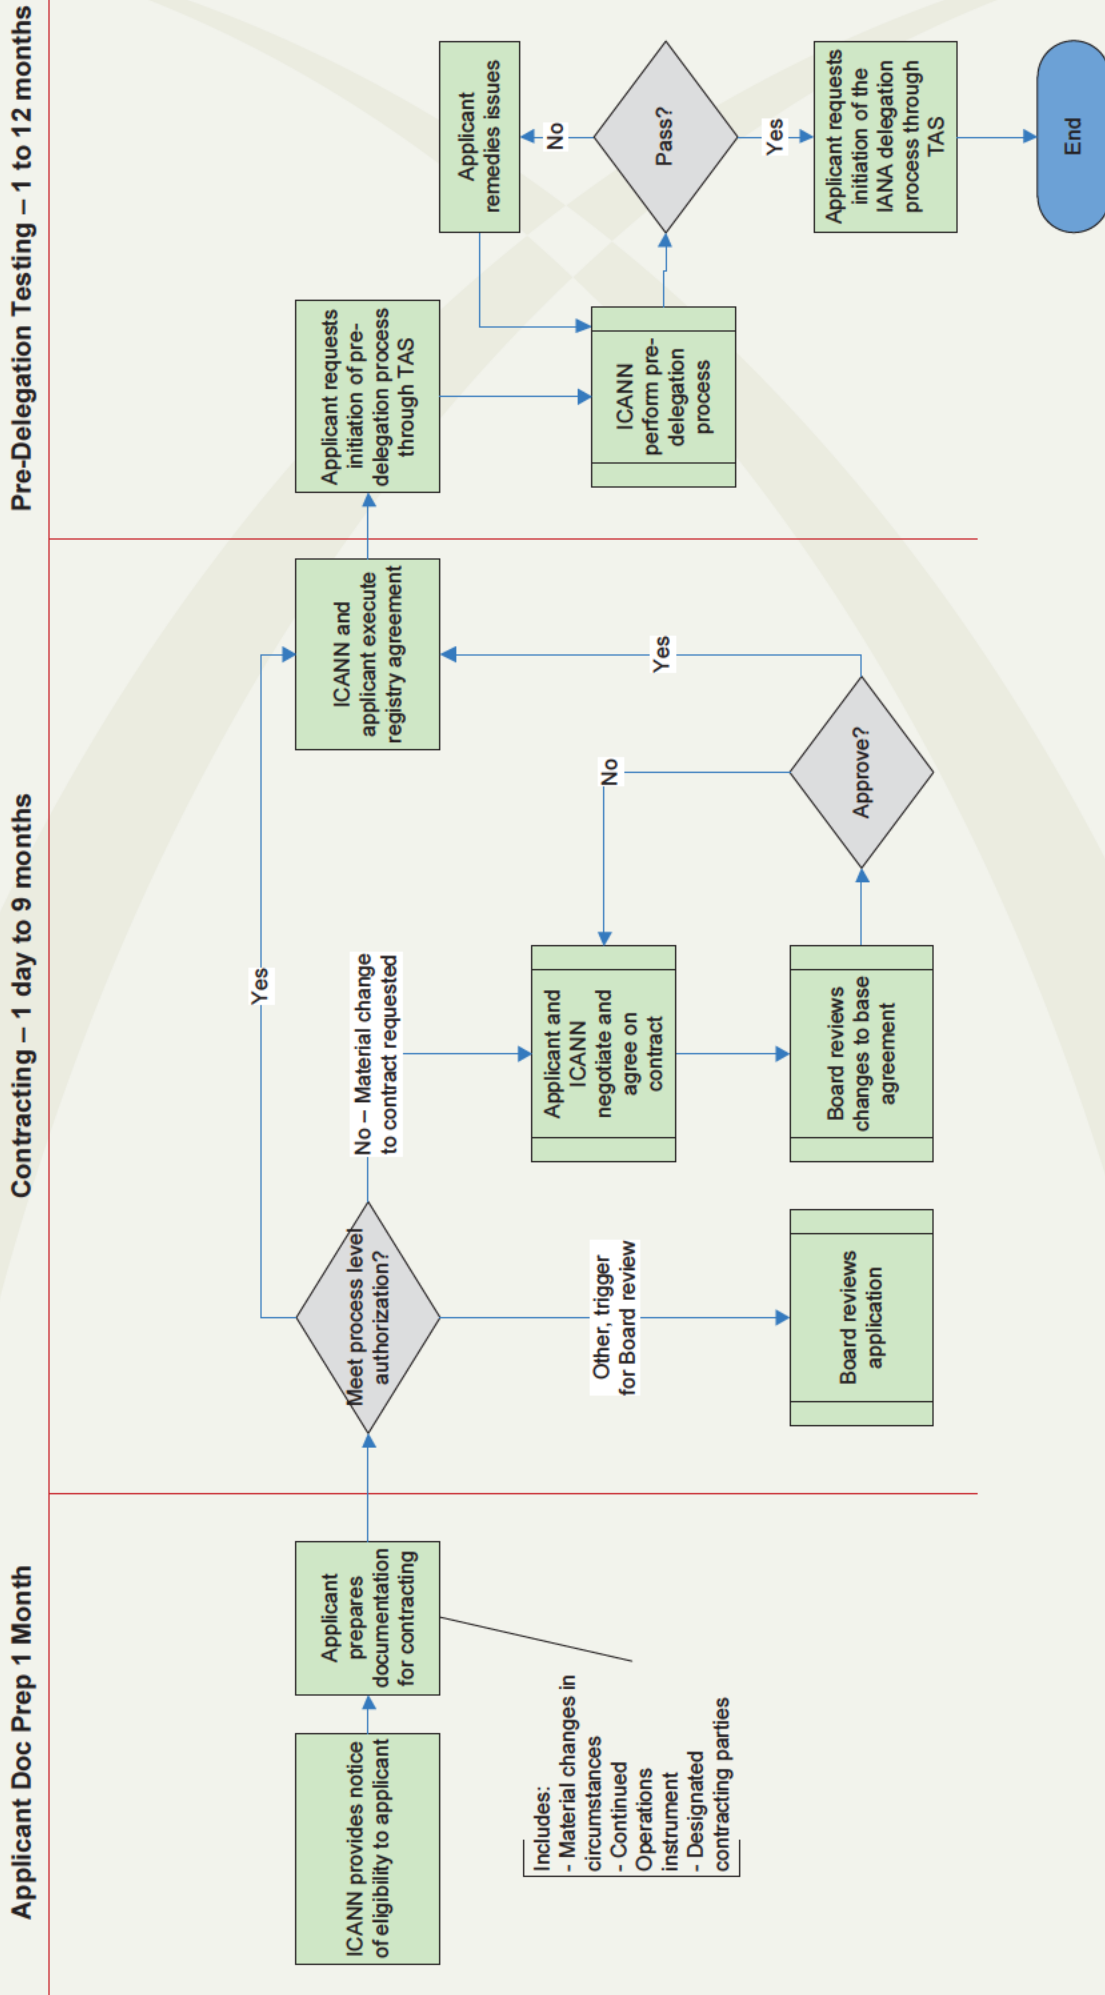 Applicant Doc Prep 1 Month
Contracting – 1 day to 9 months
Pre-Delegation Testing – 1 to 12 months
ICANN provides notice
of eligibility to applicant
Applicant
prepares
documentation
for contracting
Includes:
- Material changes in
circumstances
- Continued
Operations
instrument
- Designated
contracting parties
Meet process level
authorization?
Yes
No – Material change
to contract requested
Other, trigger
for Board review
Board reviews
application
Applicant and
ICANN
negotiate and
agree on
contract
Board reviews
changes to base
agreement
Approve?
No
Yes
ICANN and
applicant execute
registry agreement
Applicant requests
initiation of pre-
delegation process
through TAS
ICANN
perform pre-
delegation
process
Pass?
No
Applicant
remedies issues
Yes
Applicant requests
initiation of the
IANA delegation
process through
TAS
End